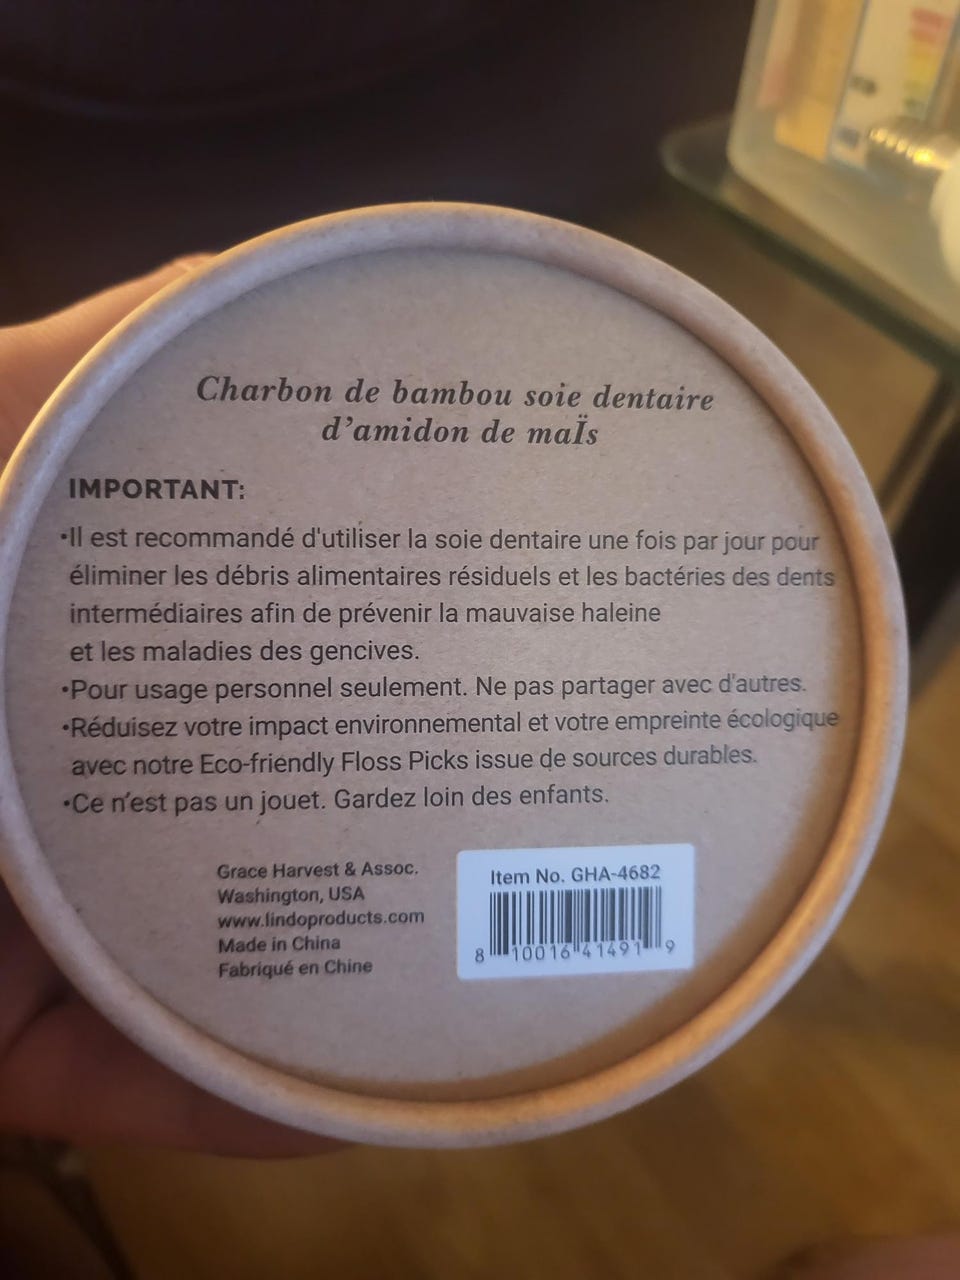 Charbon de bambou soie dentaire
d'amidon de maÏs
IMPORTANT:
•Il est recommandé d'utiliser la soie dentaire une fois par jour pour
éliminer les débris alimentaires résiduels et les bactéries des dents
intermédiaires afin de prévenir la mauvaise haleine
et les maladies des gencives.
•Pour usage personnel seulement. Ne pas partager avec d'autres.
•Réduisez votre impact environnemental et votre empreinte écologique
avec notre Eco-friendly Floss Picks issue de sources durables.
•Ce n'est pas un jouet. Gardez loin des enfants.
Grace Harvest & Assoc.
Washington, USA
www.lindoproducts.com
Made in China
Fabriqué en Chine
Item No. GHA-4682
8 10016 41491 9